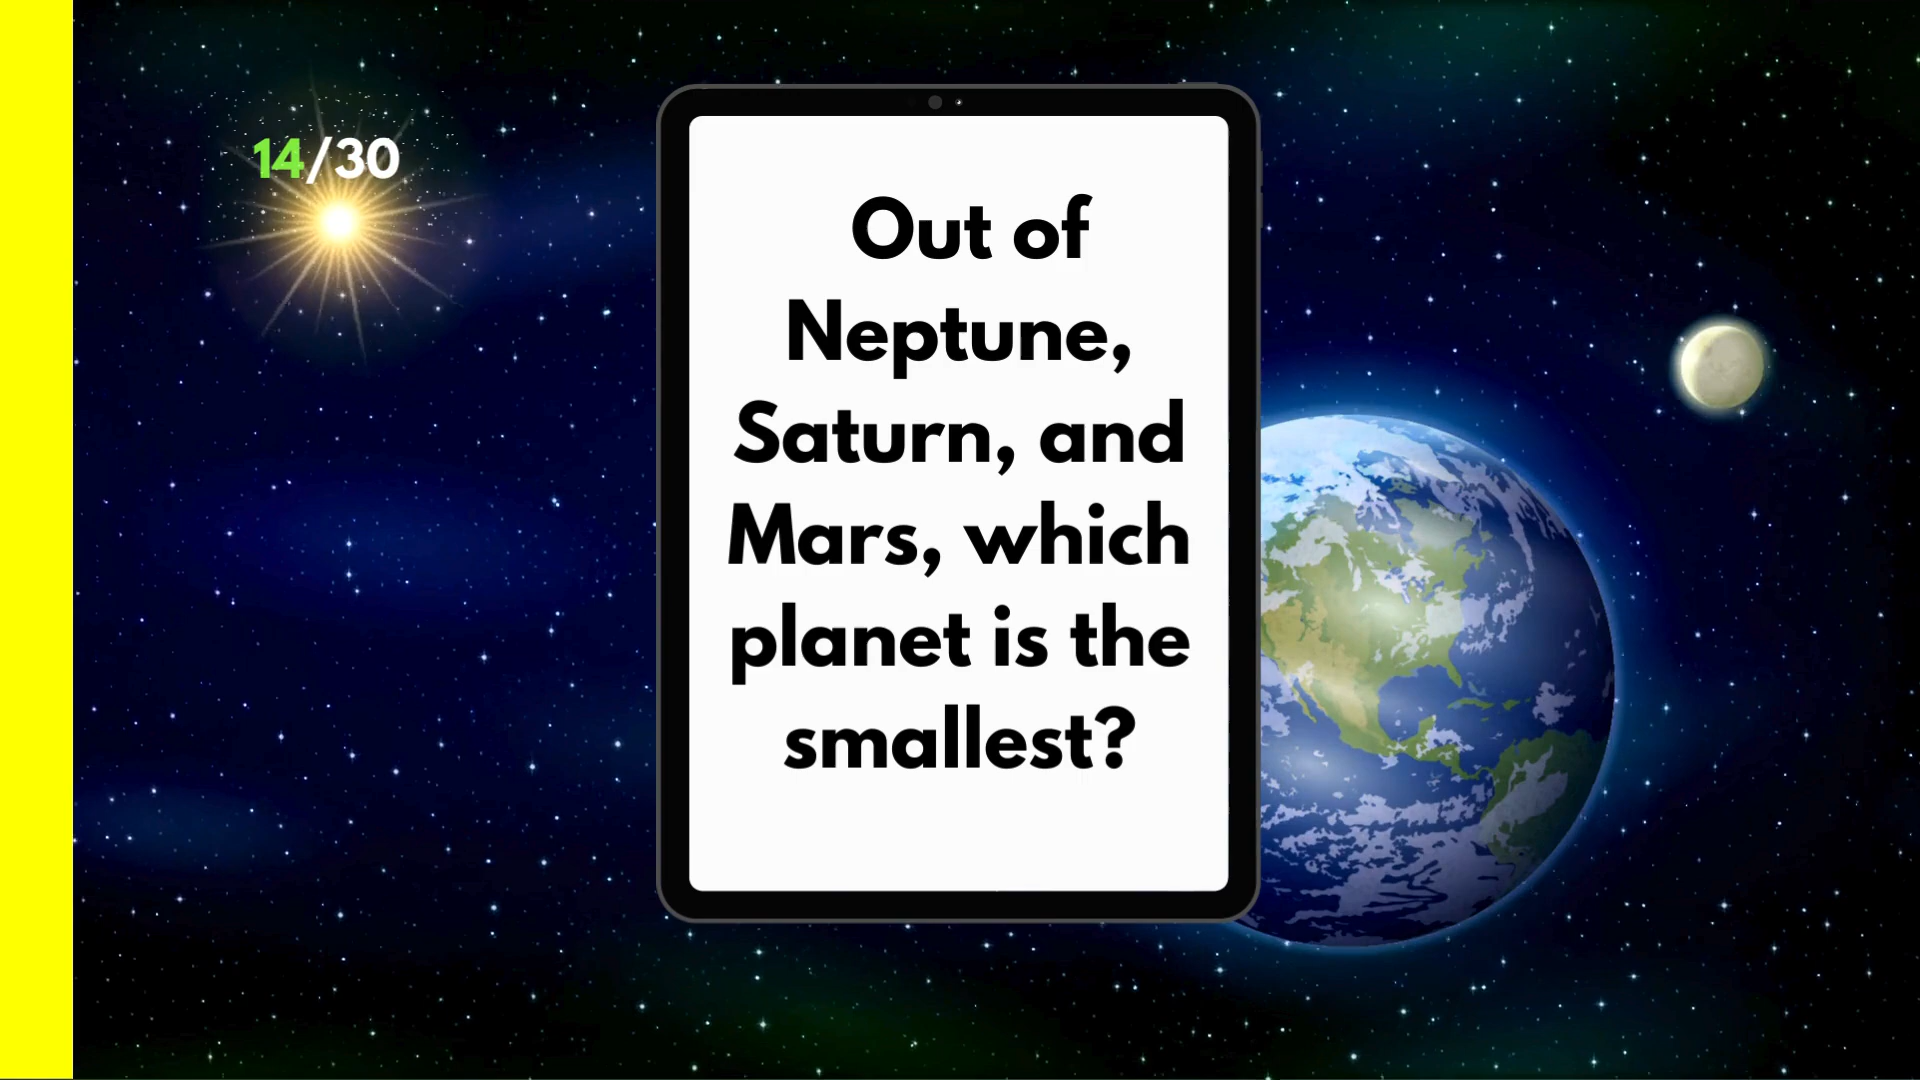 14/30
Out of
Neptune,
Saturn, and
Mars, which
planet is the
smallest?